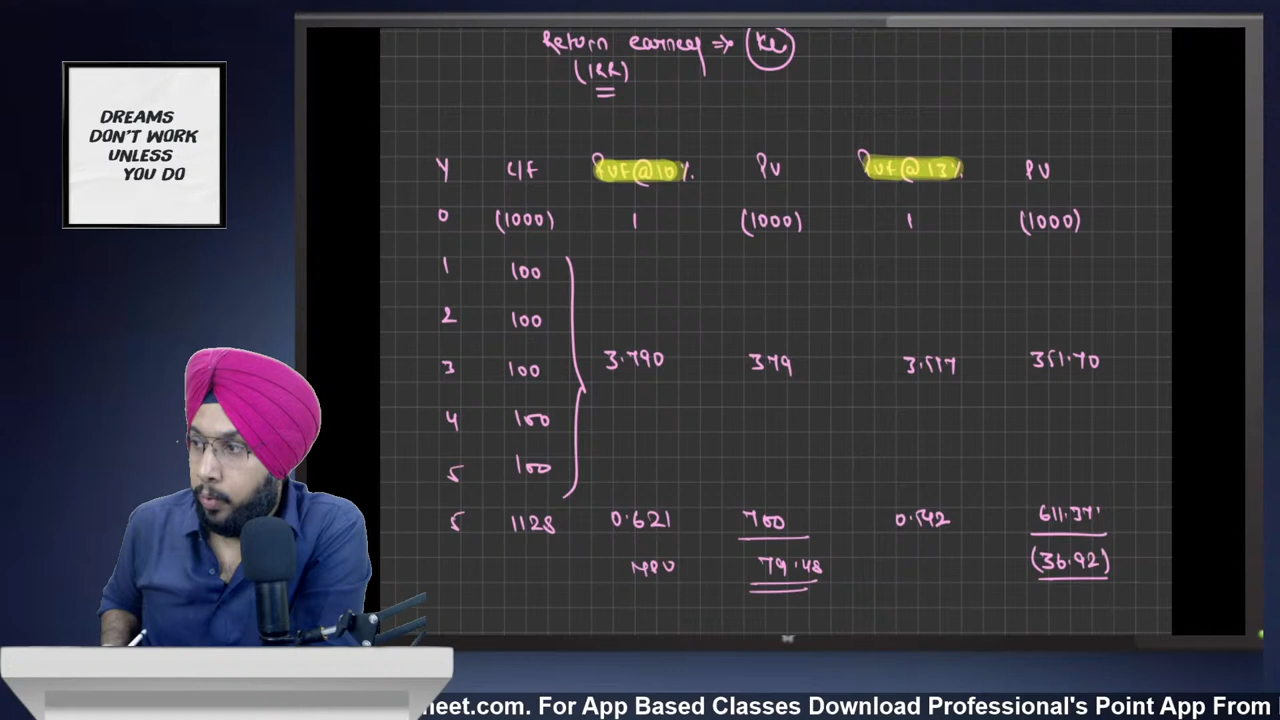 DREAMS
DON'T WORK
UNLESS
YOU DO
Return earned ⇒ Ke
(IRR)
Y C/F PVF@10% PV PVF@13% PV
0 (1000) 1 (1000) 1 (1000)
1 100
2 100
3 100 3.790 379 3.517 351.70
4 100
5 100
5 1128 0.621 700 0.542 611.37
NPV 79.48 (36.92)
heet.com. For App Based Classes Download Professional's Point App From